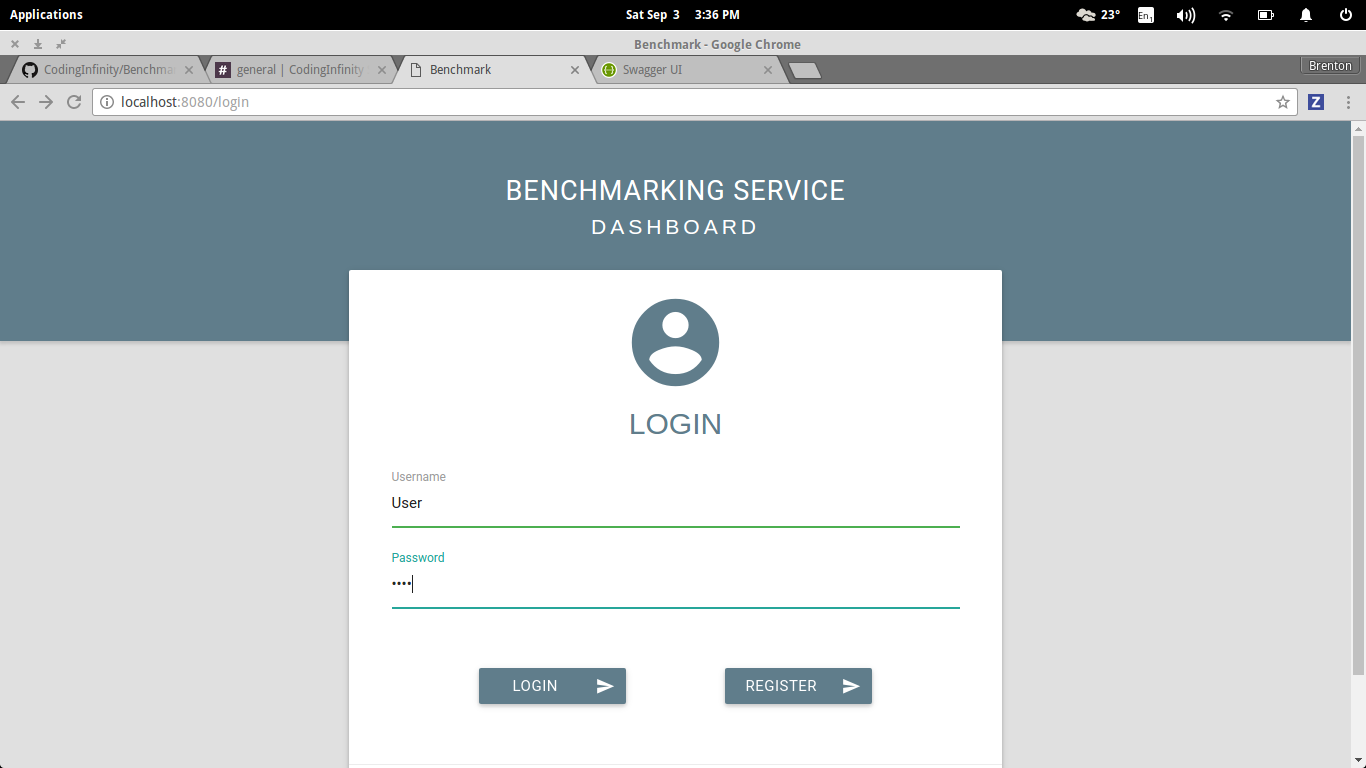 Applications
Sat Sep 3 3:36 PM
23°
En1
Benchmark - Google Chrome
CodingInfinity/Benchma
# general | CodingInfinity
Benchmark
Swagger UI
Brenton
localhost:8080/login
Z
BENCHMARKING SERVICE
DASHBOARD
LOGIN
Username
User
Password
••••
LOGIN
REGISTER